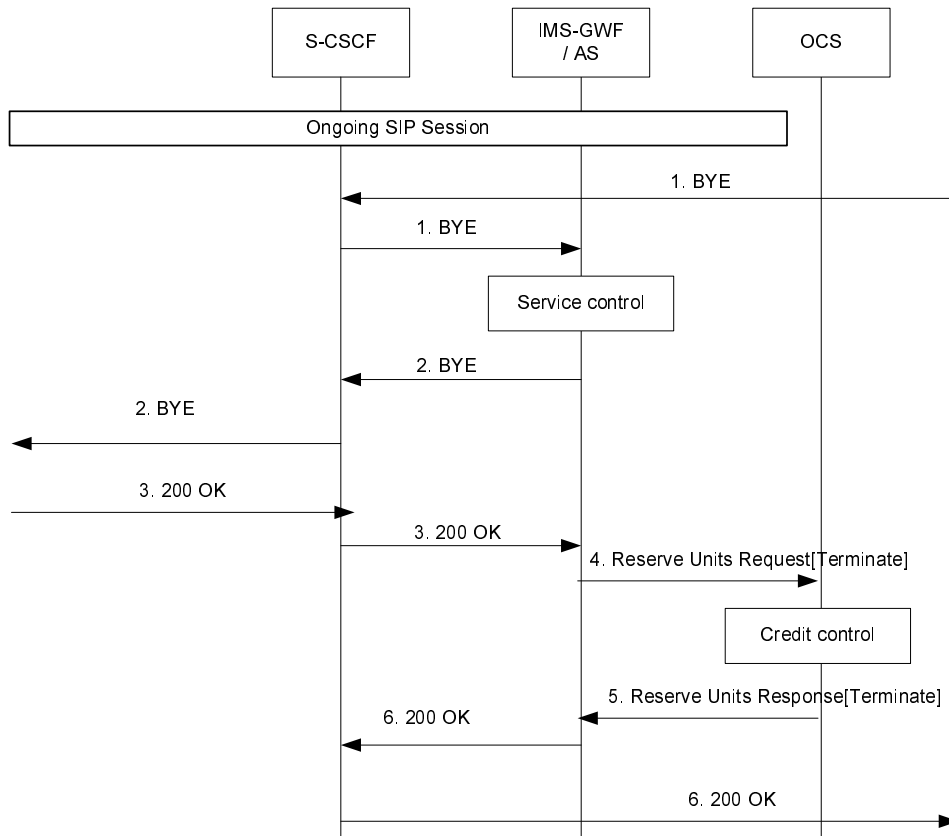 S-CSCF
IMS-GWF
/ AS
OCS
Ongoing SIP Session
1. BYE
1. BYE
Service control
2. BYE
2. BYE
3. 200 OK
3. 200 OK
4. Reserve Units Request[Terminate]
Credit control
5. Reserve Units Response[Terminate]
6. 200 OK
6. 200 OK